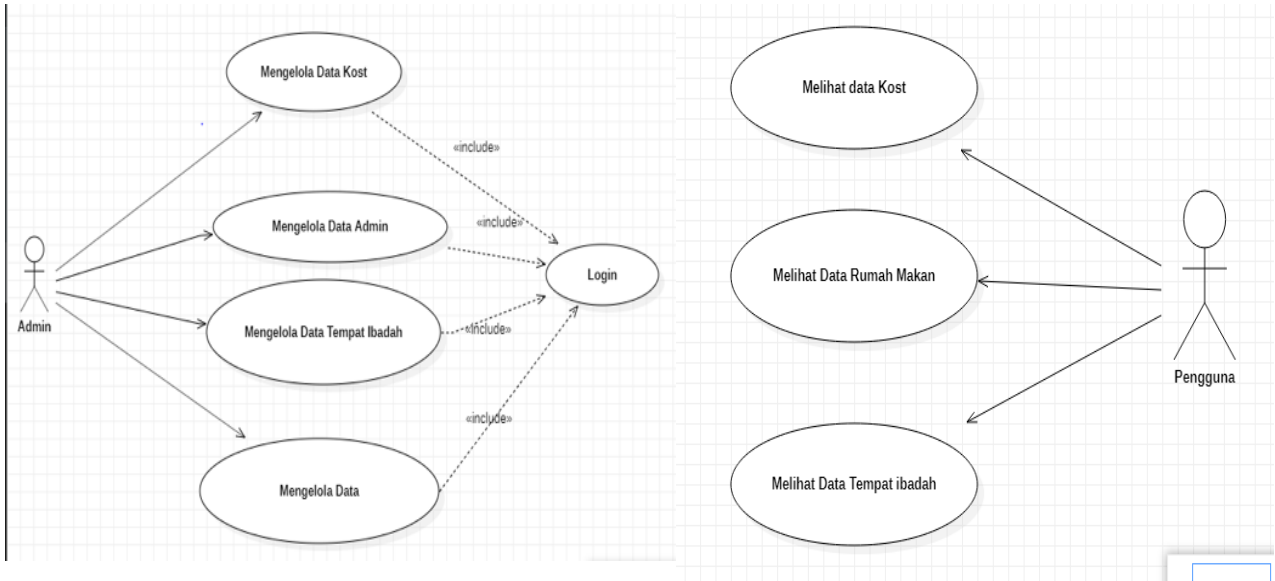 Mengelola Data Kost
«include»
«include»
Mengelola Data Admin
Login
Admin
Mengelola Data Tempat Ibadah
«include»
«include»
Mengelola Data
Melihat data Kost
Melihat Data Rumah Makan
Pengguna
Melihat Data Tempat ibadah